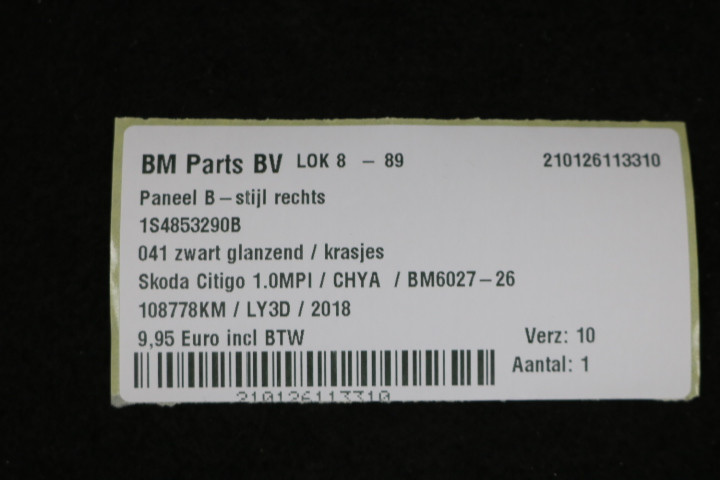 BM Parts BV LOK 8 - 89 210126113310
Paneel B-stijl rechts
1S4853290B
041 zwart glanzend / krasjes
Skoda Citigo 1.0MPI / CHYA / BM6027-26
108778KM / LY3D / 2018
9,95 Euro incl BTW Verz: 10
Aantal: 1
210126113310